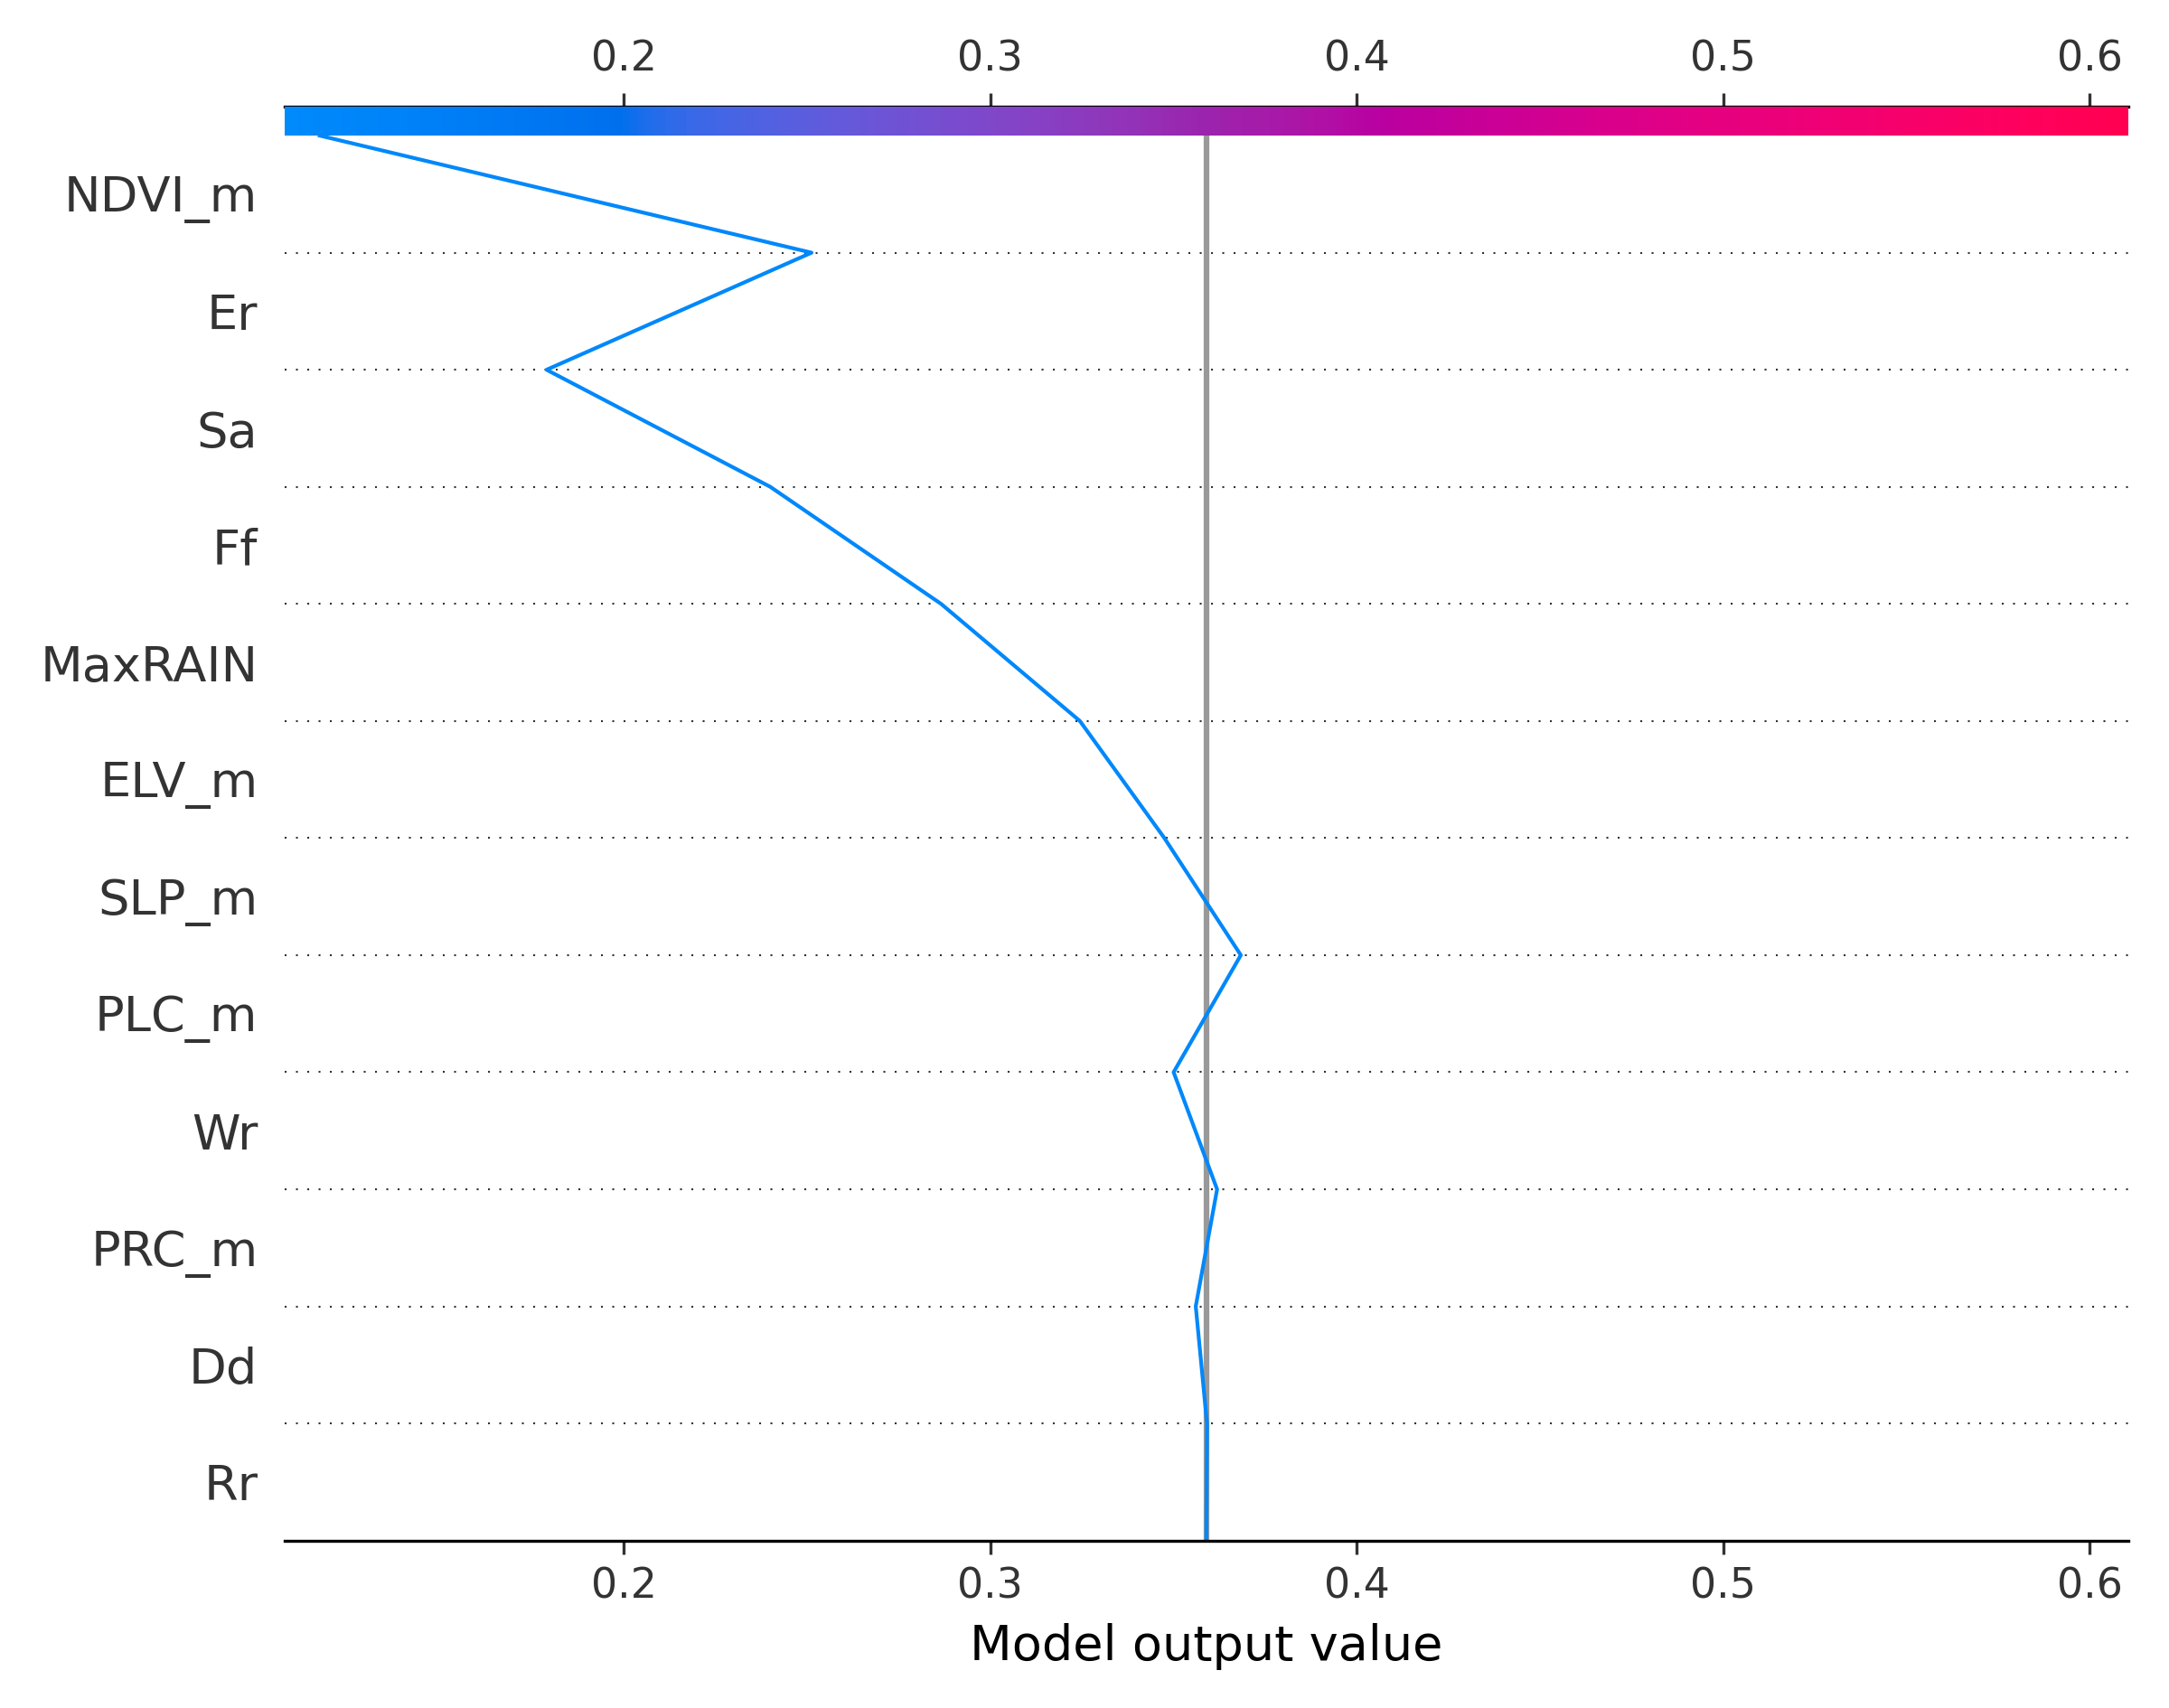 0.2 0.3 0.4 0.5 0.6
NDVI_m
Er
Sa
Ff
MaxRAIN
ELV_m
SLP_m
PLC_m
Wr
PRC_m
Dd
Rr
0.2 0.3 0.4 0.5 0.6
Model output value